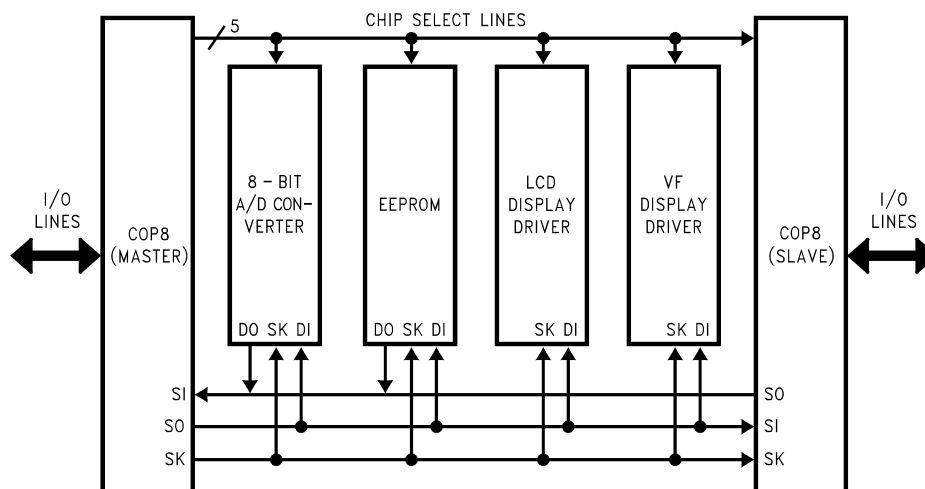 CHIP SELECT LINES
5
I/O
LINES
COP8
(MASTER)
8 - BIT
A/D CON-
VERTER
EEPROM
LCD
DISPLAY
DRIVER
VF
DISPLAY
DRIVER
COP8
(SLAVE)
I/O
LINES
DO SK DI
DO SK DI
SK DI
SK DI
SI
SO
SO
SI
SK
SK